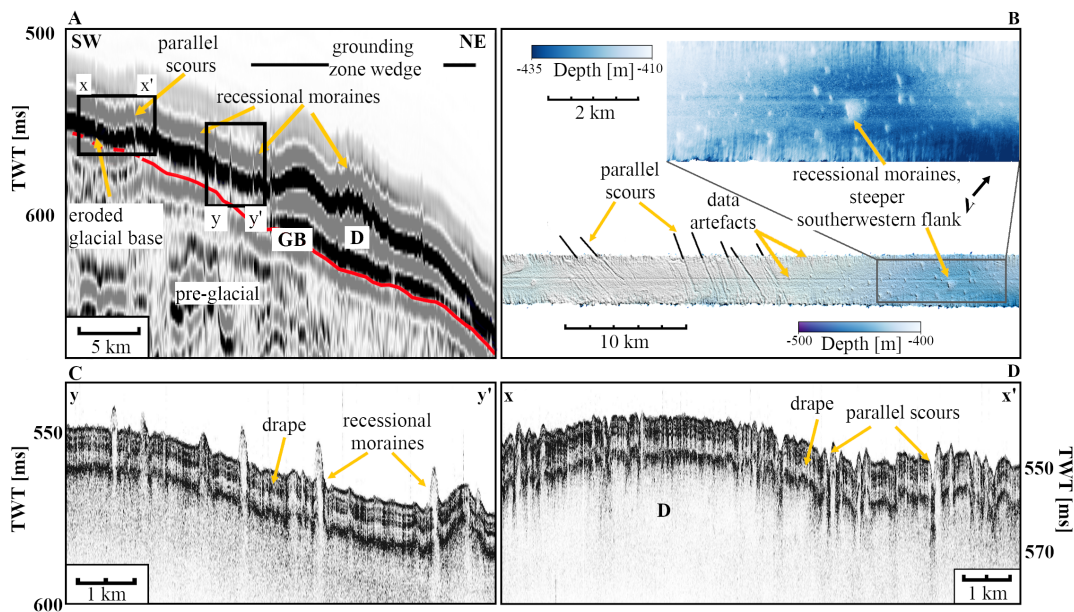 A
B
500
SW
parallel
scours
grounding
zone wedge
NE
x
x'
recessional moraines
TWT [ms]
600
eroded
glacial base
y
y'
GB
D
pre-glacial
5 km
-435
Depth [m]
-410
2 km
parallel
scours
data
artefacts
recessional moraines,
steeper
southerwestern flank
N
10 km
-500
Depth [m]
-400
C
D
y
y'
550
TWT [ms]
600
drape
recessional
moraines
1 km
x
x'
drape
parallel scours
D
550
TWT [ms]
570
1 km